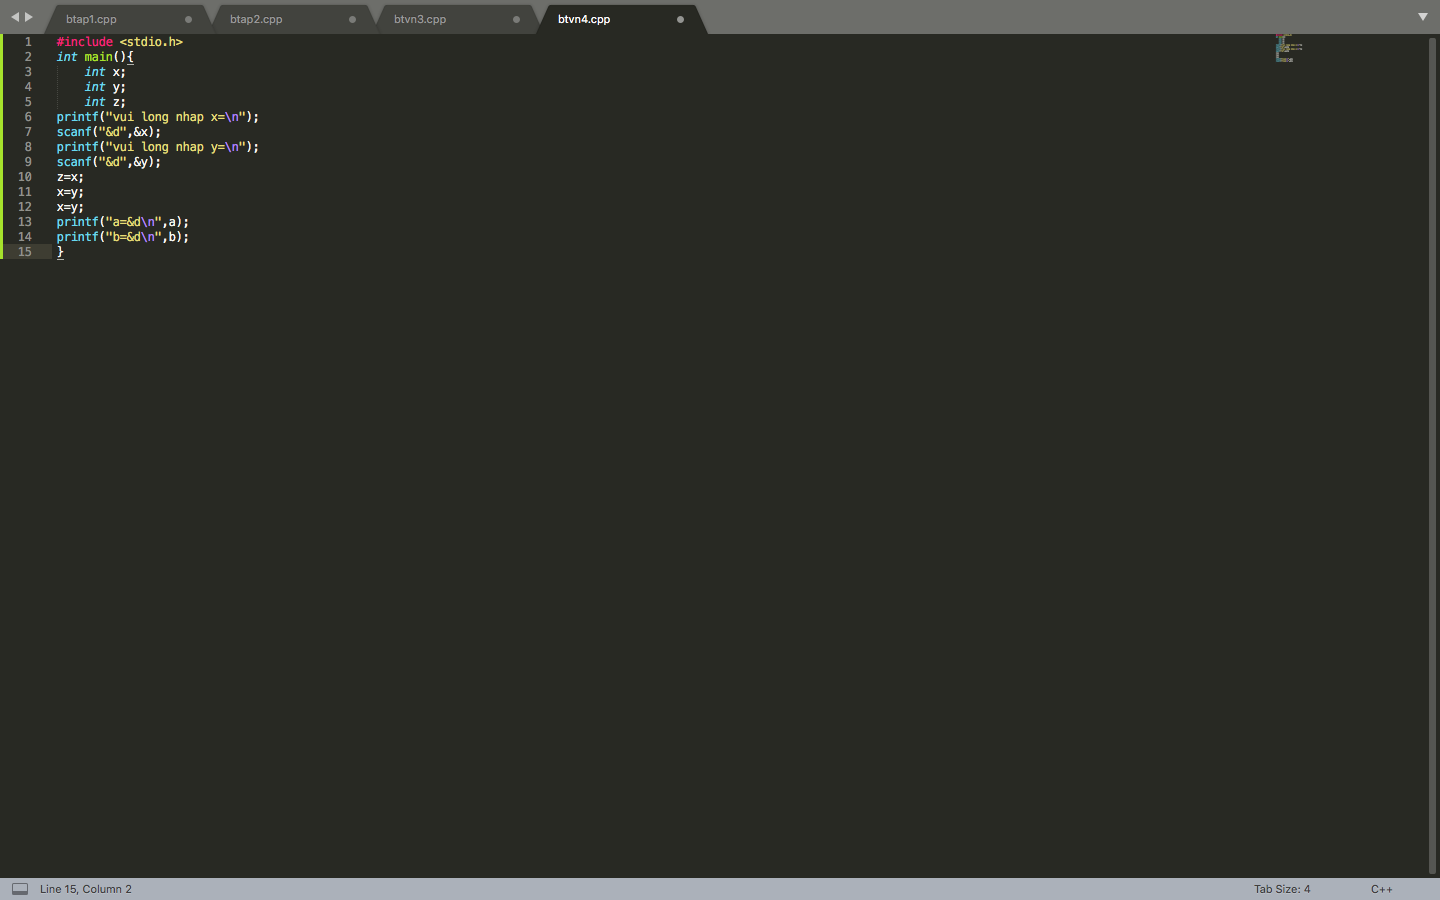 btap1.cpp btap2.cpp btvn3.cpp btvn4.cpp
1 #include <stdio.h>
2 int main(){
3 int x;
4 int y;
5 int z;
6 printf("vui long nhap x=\n");
7 scanf("&d",&x);
8 printf("vui long nhap y=\n");
9 scanf("&d",&y);
10 z=x;
11 x=y;
12 x=y;
13 printf("a=&d\n",a);
14 printf("b=&d\n",b);
15 }
Line 15, Column 2 Tab Size: 4 C++